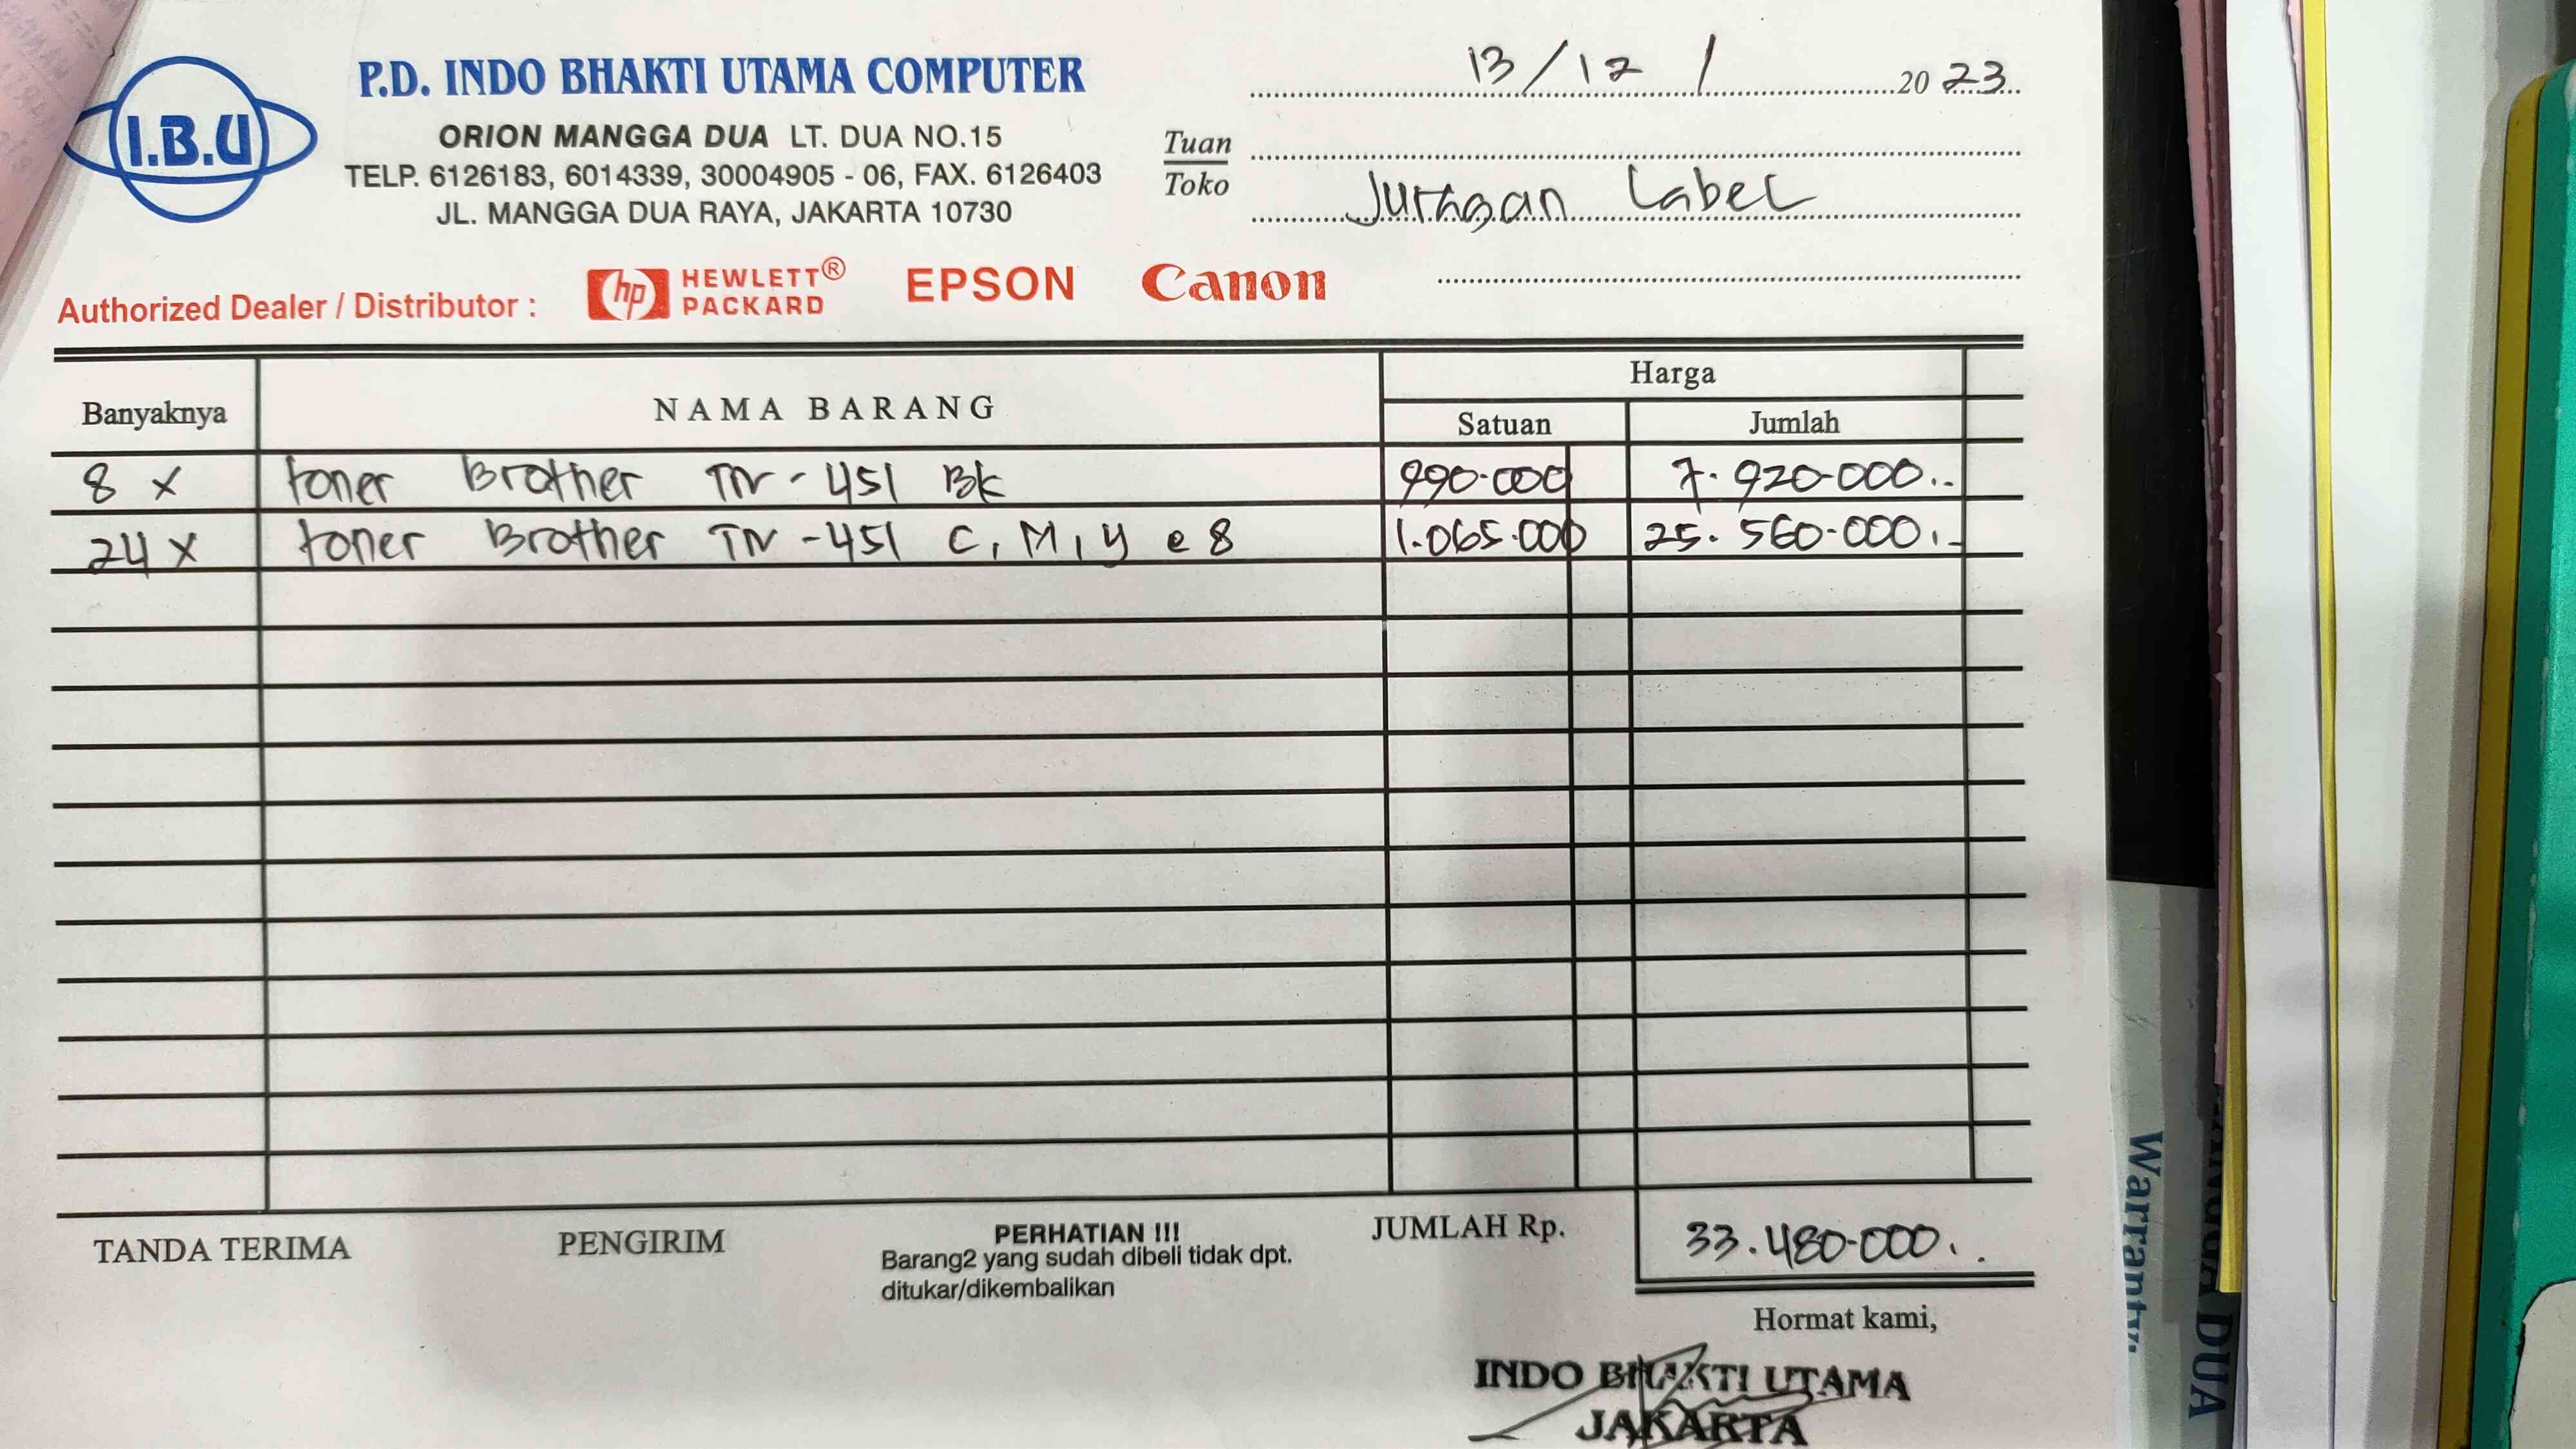 I.B.U
P.D. INDO BHAKTI UTAMA COMPUTER
ORION MANGGA DUA LT. DUA NO.15
TELP. 6126183, 6014339, 30004905 - 06, FAX. 6126403
JL. MANGGA DUA RAYA, JAKARTA 10730
13/12/ 2023
Tuan
Toko
Juragan Label
Authorized Dealer / Distributor : hp HEWLETT® PACKARD EPSON Canon
Banyaknya NAMA BARANG Harga
Satuan Jumlah
8 x toner Brother TN-451 BK 990.000 7.920.000.-
24 x toner Brother TN-451 C, M, Y @ 8 1.065.000 25.560.000.-
TANDA TERIMA PENGIRIM PERHATIAN !!! JUMLAH Rp. 33.480.000.-
Barang2 yang sudah dibeli tidak dpt.
ditukar/dikembalikan
Hormat kami,
INDO BHAKTI UTAMA
JAKARTA
Warranty.
DUA